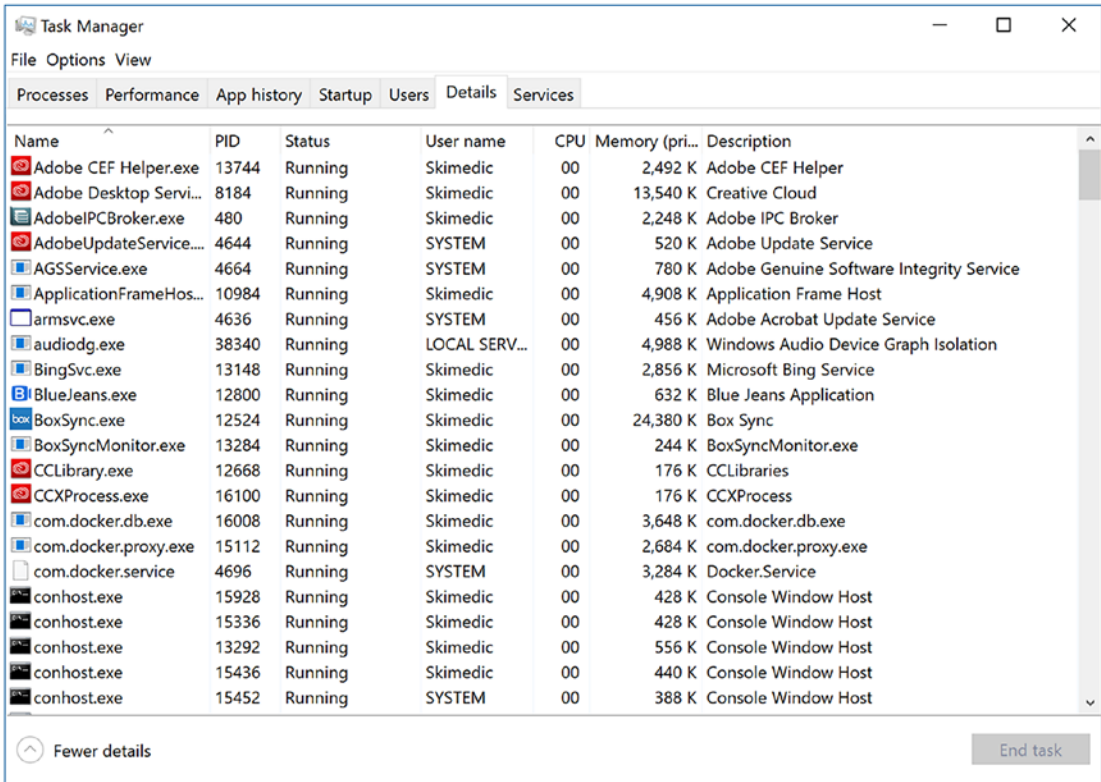 Task Manager
File Options View
Processes Performance App history Startup Users Details Services
Name PID Status User name CPU Memory (pri... Description
Adobe CEF Helper.exe 13744 Running Skimedic 00 2,492 K Adobe CEF Helper
Adobe Desktop Servi... 8184 Running Skimedic 00 13,540 K Creative Cloud
AdobeIPCBroker.exe 480 Running Skimedic 00 2,248 K Adobe IPC Broker
AdobeUpdateService.... 4644 Running SYSTEM 00 520 K Adobe Update Service
AGSService.exe 4664 Running SYSTEM 00 780 K Adobe Genuine Software Integrity Service
ApplicationFrameHos... 10984 Running Skimedic 00 4,908 K Application Frame Host
armsvc.exe 4636 Running SYSTEM 00 456 K Adobe Acrobat Update Service
audiodg.exe 38340 Running LOCAL SERV... 00 4,988 K Windows Audio Device Graph Isolation
BingSvc.exe 13148 Running Skimedic 00 2,856 K Microsoft Bing Service
B BlueJeans.exe 12800 Running Skimedic 00 632 K Blue Jeans Application
box BoxSync.exe 12524 Running Skimedic 00 24,380 K Box Sync
BoxSyncMonitor.exe 13284 Running Skimedic 00 244 K BoxSyncMonitor.exe
CCLibrary.exe 12668 Running Skimedic 00 176 K CCLibraries
CCXProcess.exe 16100 Running Skimedic 00 176 K CCXProcess
com.docker.db.exe 16008 Running Skimedic 00 3,648 K com.docker.db.exe
com.docker.proxy.exe 15112 Running Skimedic 00 2,684 K com.docker.proxy.exe
com.docker.service 4696 Running SYSTEM 00 3,284 K Docker.Service
conhost.exe 15928 Running Skimedic 00 428 K Console Window Host
conhost.exe 15336 Running Skimedic 00 428 K Console Window Host
conhost.exe 13292 Running Skimedic 00 556 K Console Window Host
conhost.exe 15436 Running Skimedic 00 440 K Console Window Host
conhost.exe 15452 Running SYSTEM 00 388 K Console Window Host
Fewer details End task